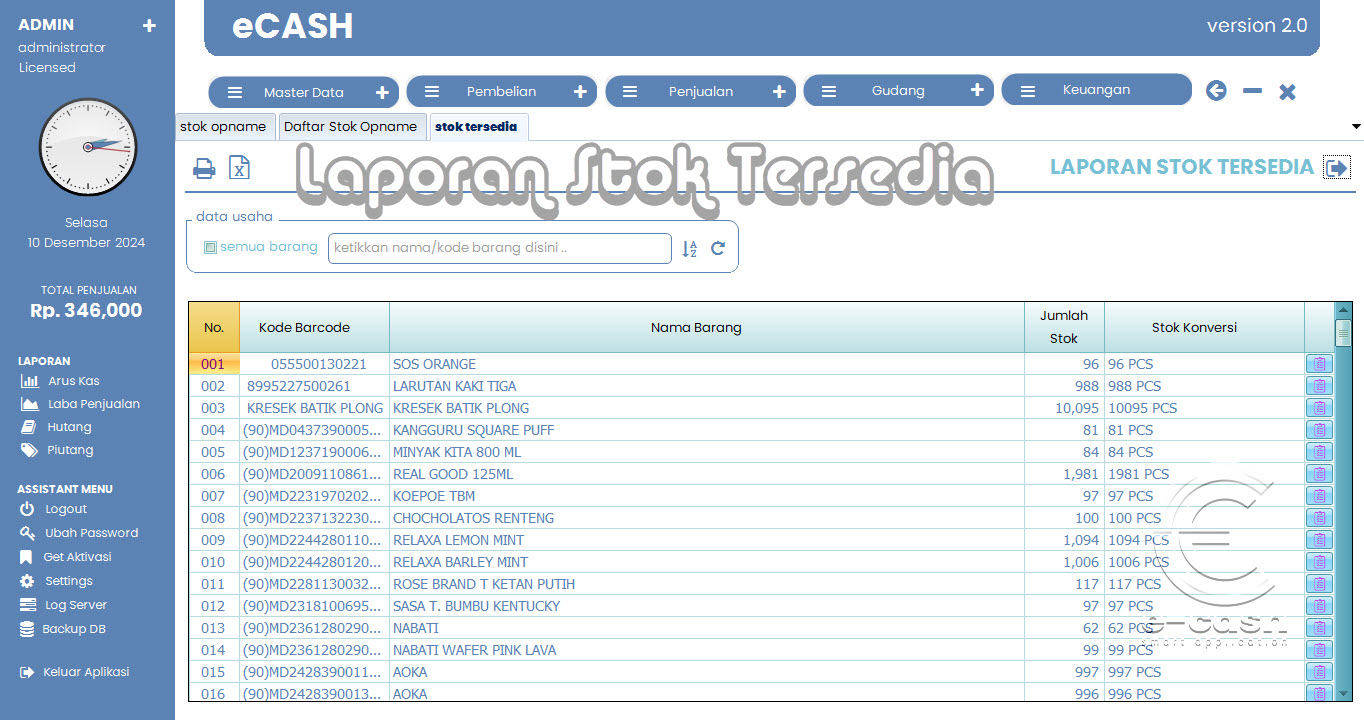 ADMIN
administrator
Licensed
Selasa
10 Desember 2024
TOTAL PENJUALAN
Rp. 346,000
LAPORAN
Arus Kas
Laba Penjualan
Hutang
Piutang
ASSISTANT MENU
Logout
Ubah Password
Get Aktivasi
Settings
Log Server
Backup DB
Keluar Aplikasi
eCASH version 2.0
Master Data Pembelian Penjualan Gudang Keuangan
stok opname Daftar Stok Opname stok tersedia
Laporan Stok Tersedia
LAPORAN STOK TERSEDIA
data usaha
semua barang ketikkan nama/kode barang disini ..
No. Kode Barcode Nama Barang Jumlah Stok Stok Konversi
001 055500130221 SOS ORANGE 96 96 PCS
002 8995227500261 LARUTAN KAKI TIGA 988 988 PCS
003 KRESEK BATIK PLONG KRESEK BATIK PLONG 10,095 10095 PCS
004 (90)MD0437390005... KANGGURU SQUARE PUFF 81 81 PCS
005 (90)MD1237190006... MINYAK KITA 800 ML 84 84 PCS
006 (90)MD2009110861... REAL GOOD 125ML 1,981 1981 PCS
007 (90)MD2231970202... KOEPOE TBM 97 97 PCS
008 (90)MD2237132230... CHOCHOLATOS RENTENG 100 100 PCS
009 (90)MD2244280110... RELAXA LEMON MINT 1,094 1094 PCS
010 (90)MD2244280120... RELAXA BARLEY MINT 1,006 1006 PCS
011 (90)MD2281130032... ROSE BRAND T KETAN PUTIH 117 117 PCS
012 (90)MD2318100695... SASA T. BUMBU KENTUCKY 97 97 PCS
013 (90)MD2361280290... NABATI 62 62 PCS
014 (90)MD2361280290... NABATI WAFER PINK LAVA 99 99 PCS
015 (90)MD2428390011... AOKA 997 997 PCS
016 (90)MD2428390013... AOKA 996 996 PCS
e-cash
smart application